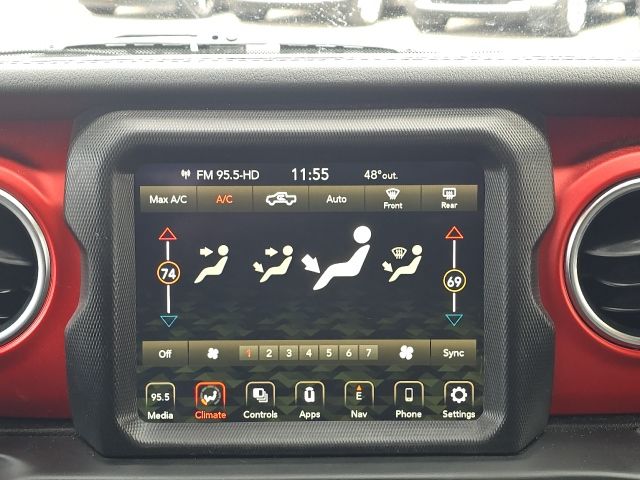 FM 95.5-HD 11:55 48°out.
Max A/C A/C Auto Front Rear
74 69
Off 1 2 3 4 5 6 7 Sync
95.5 E
Media Climate Controls Apps Nav Phone Settings